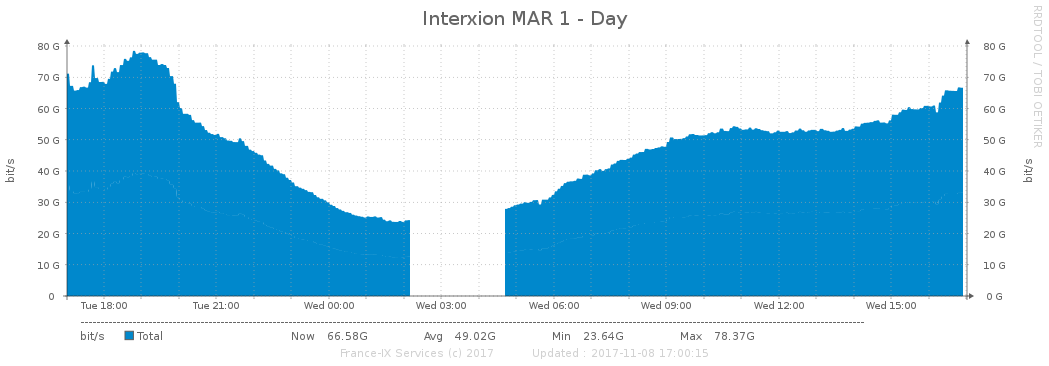 Interxion MAR 1 - Day
RRDTOOL / TOBI OETIKER
bit/s
bit/s
80 G 80 G
70 G 70 G
60 G 60 G
50 G 50 G
40 G 40 G
30 G 30 G
20 G 20 G
10 G 10 G
0 0 G
Tue 18:00 Tue 21:00 Wed 00:00 Wed 03:00 Wed 06:00 Wed 09:00 Wed 12:00 Wed 15:00
bit/s Total Now 66.58G Avg 49.02G Min 23.64G Max 78.37G
France-IX Services (c) 2017 Updated : 2017-11-08 17:00:15